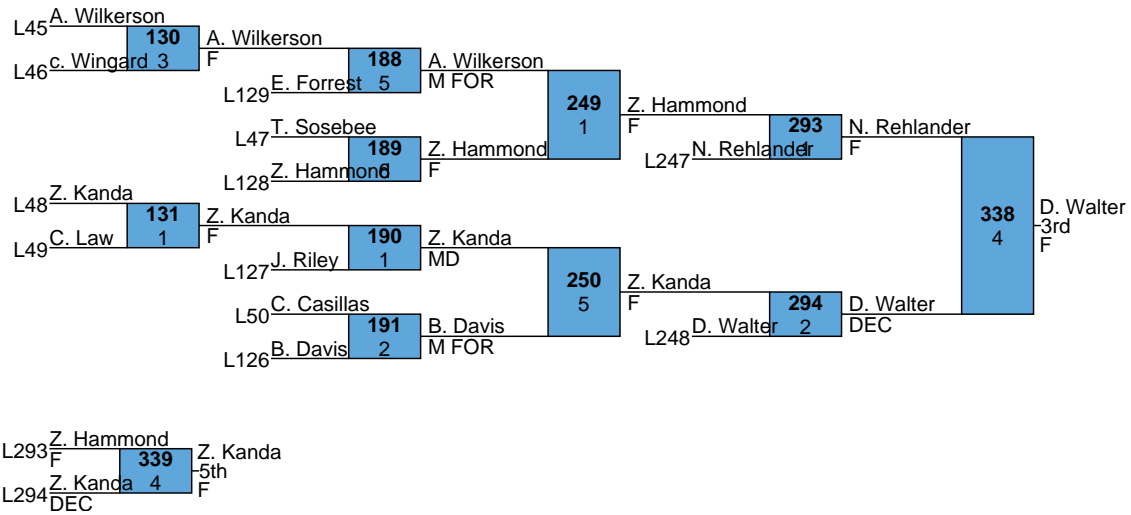 L45 A. Wilkerson
130
3
L46 c. Wingard
A. Wilkerson
F
188
5
L129 E. Forrest
A. Wilkerson
M FOR
L47 T. Sosebee
189
6
L128 Z. Hammond
Z. Hammond
F
249
1
Z. Hammond
F
293
1
L247 N. Rehlander
N. Rehlander
F
L48 Z. Kanda
131
1
L49 C. Law
Z. Kanda
F
190
1
L127 J. Riley
Z. Kanda
MD
L50 C. Casillas
191
2
L126 B. Davis
B. Davis
M FOR
250
5
Z. Kanda
F
294
2
L248 D. Walter
D. Walter
DEC
338
4
D. Walter
3rd
F
L293 Z. Hammond
F
339
4
L294 Z. Kanda
DEC
Z. Kanda
5th
F